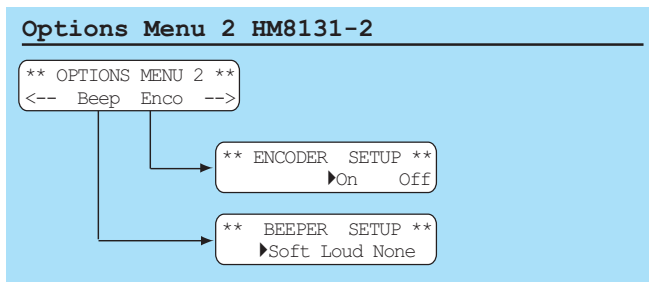 Options Menu 2 HM8131-2
** OPTIONS MENU 2 **
<-- Beep Enco -->
** ENCODER SETUP **
▶On Off
** BEEPER SETUP **
▶Soft Loud None